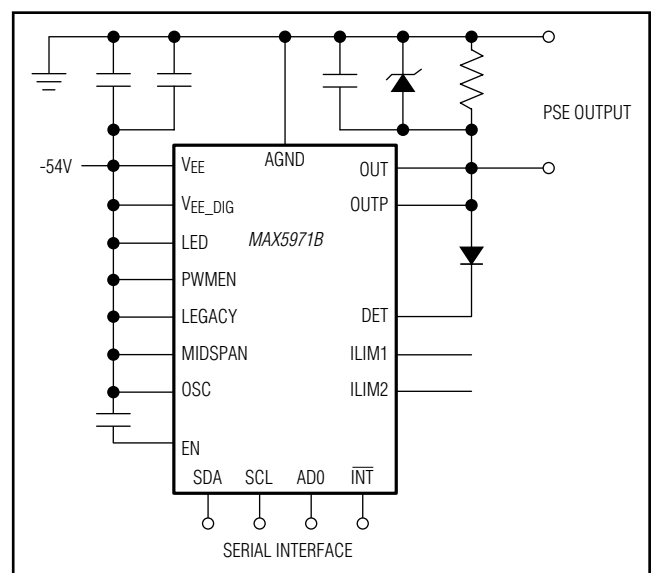 PSE OUTPUT
-54V
AGND
VEE
OUT
VEE_DIG
OUTP
MAX5971B
LED
PWMEN
LEGACY
DET
MIDSPAN
ILIM1
OSC
ILIM2
EN
SDA SCL AD0 INT
SERIAL INTERFACE